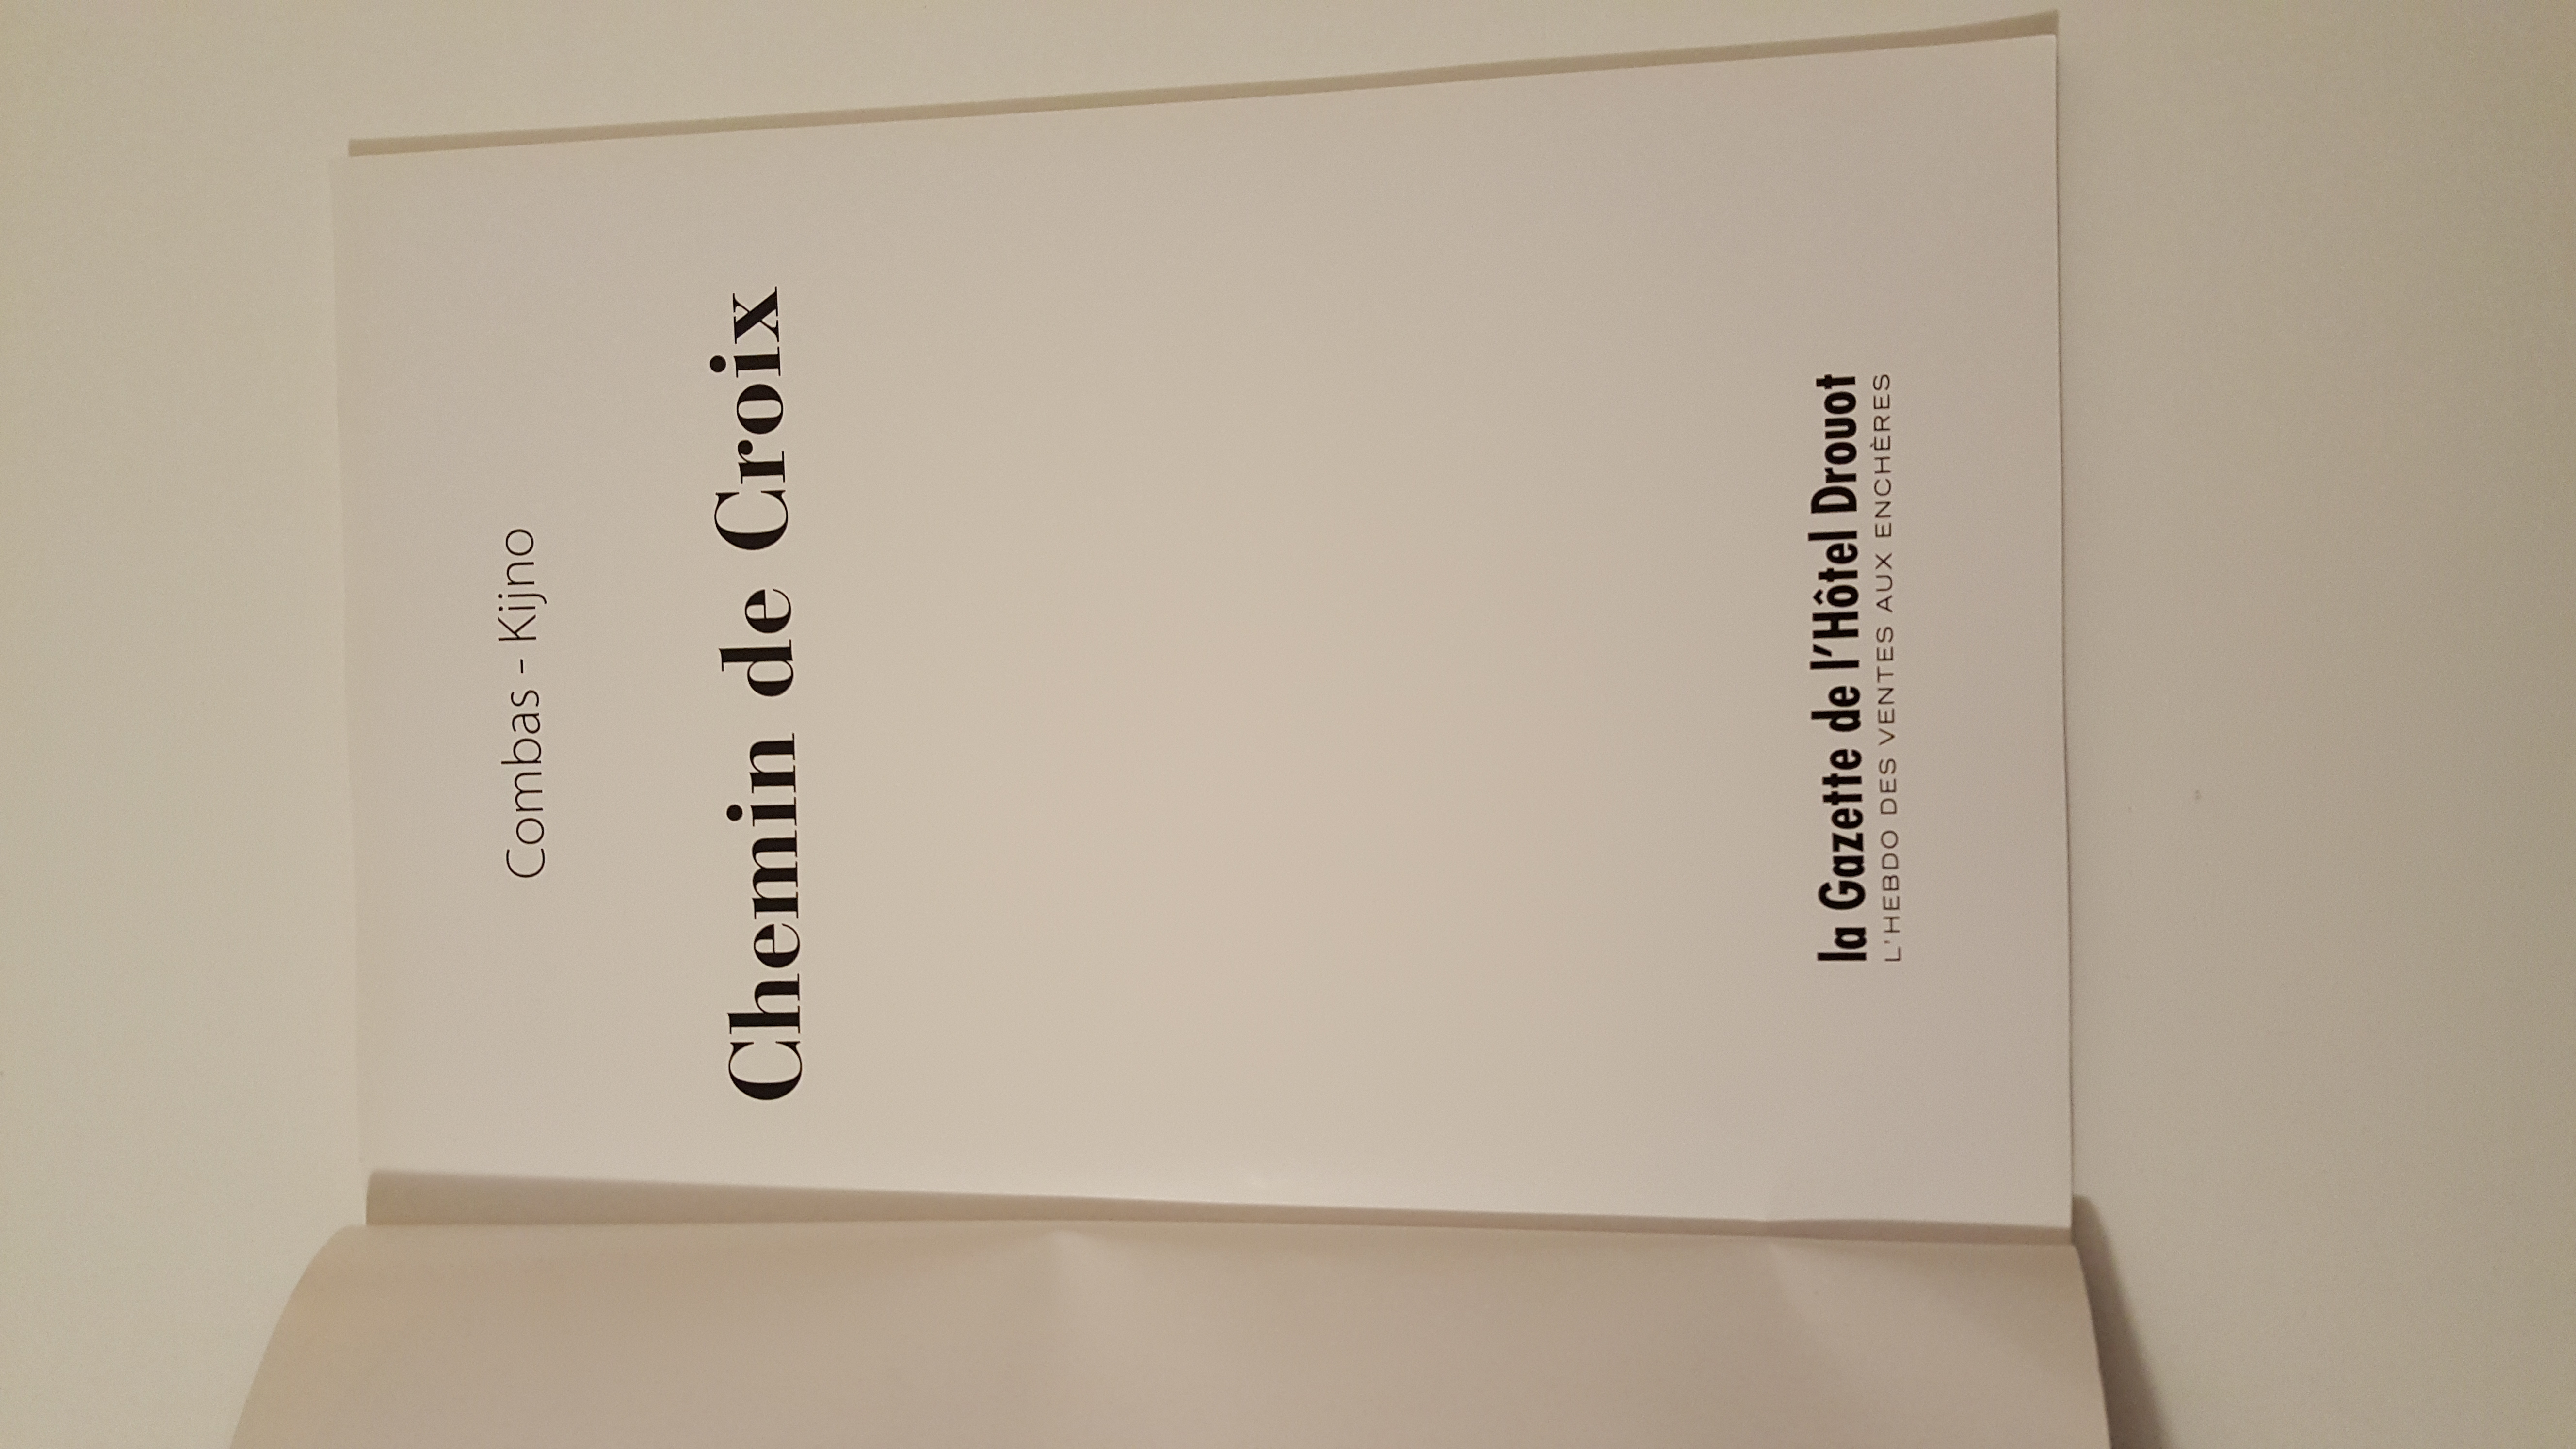 Combas - Kijno
Chemin de Croix
la Gazette de l'Hôtel Drouot
L'HEBDO DES VENTES AUX ENCHÈRES